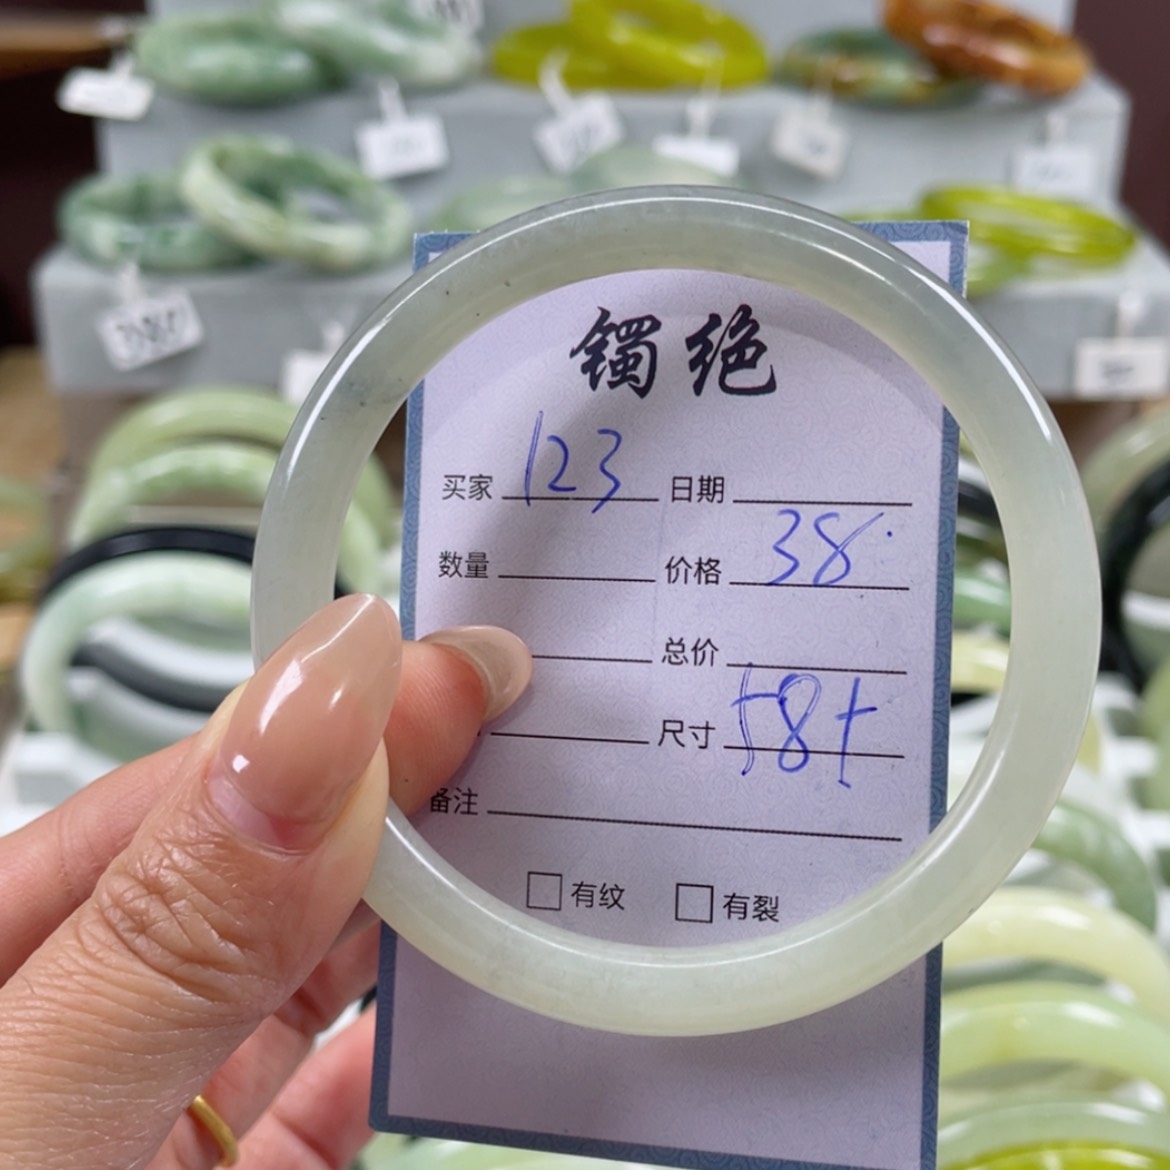 镯绝
买家 123 日期
数量 价格 38
总价
尺寸 58+
备注
有纹 有裂